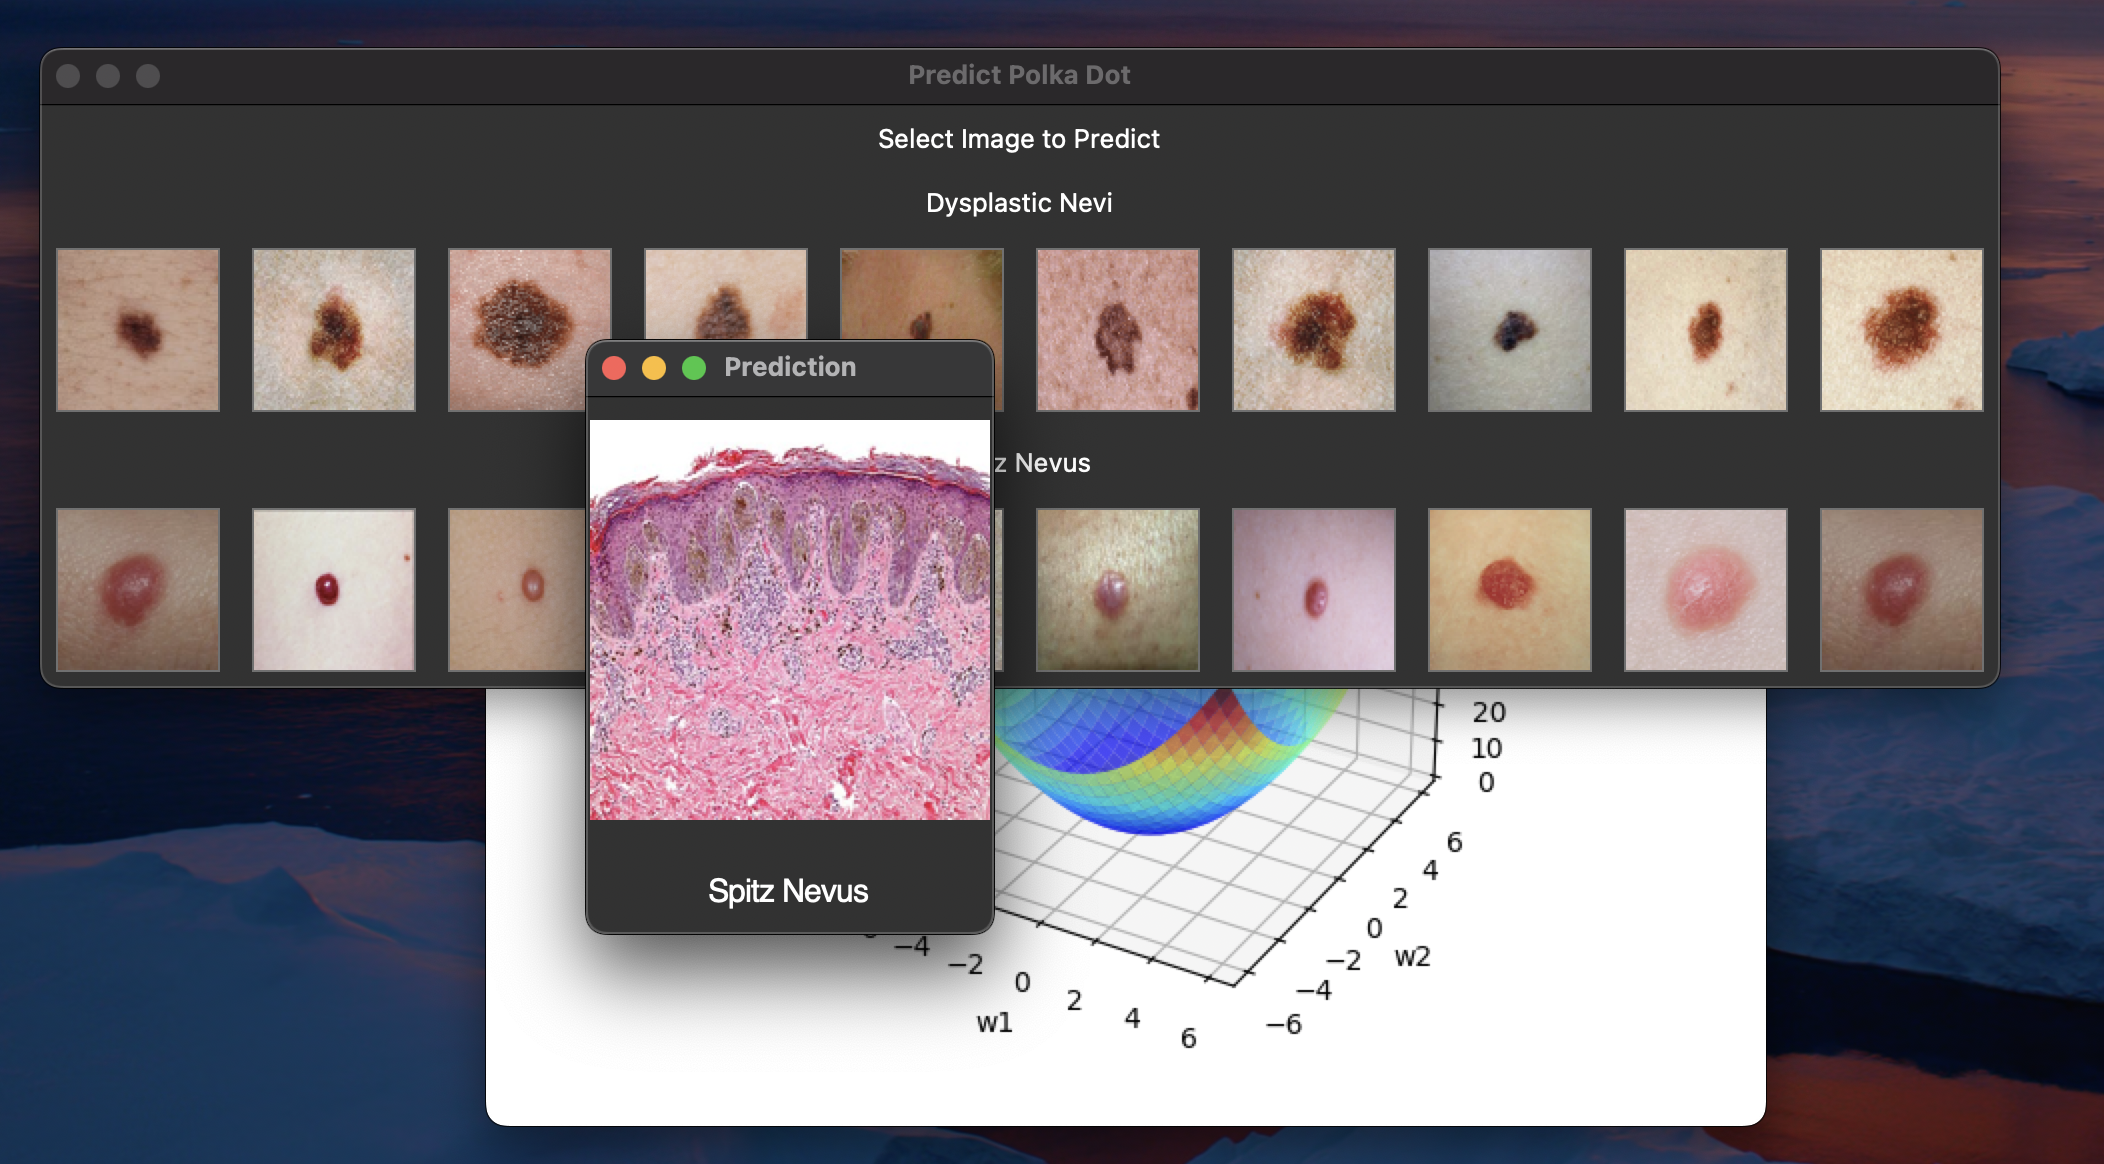 Predict Polka Dot
Select Image to Predict
Dysplastic Nevi
Prediction
z Nevus
Spitz Nevus
20
10
0
6
4
2
0
−2
−4
−6
w2
−4
−2
0
2
4
6
w1